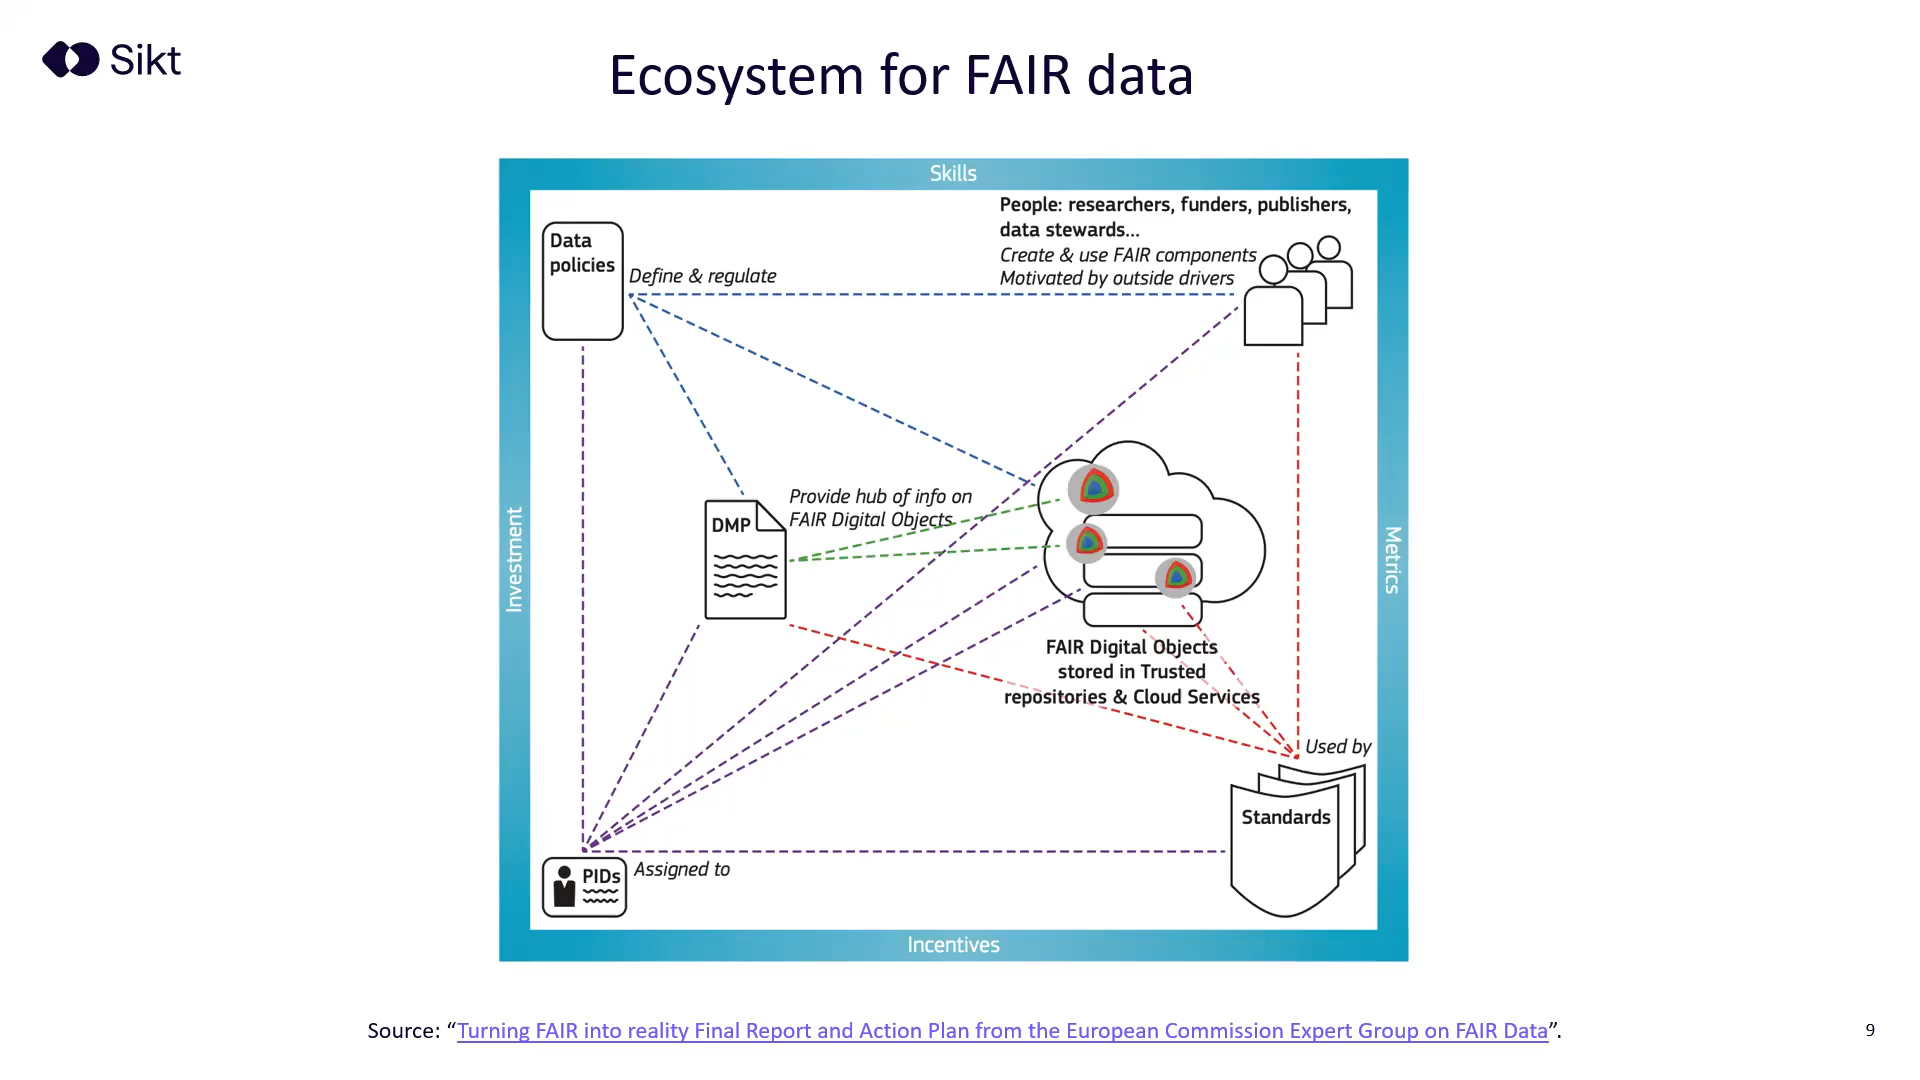 Sikt
Ecosystem for FAIR data
Skills
People: researchers, funders, publishers,
data stewards...
Create & use FAIR components
Motivated by outside drivers
Data
policies
Define & regulate
Investment
Metrics
DMP
Provide hub of info on
FAIR Digital Objects
FAIR Digital Objects
stored in Trusted
repositories & Cloud Services
Used by
Standards
PIDs
Assigned to
Incentives
Source: “Turning FAIR into reality Final Report and Action Plan from the European Commission Expert Group on FAIR Data”.
9